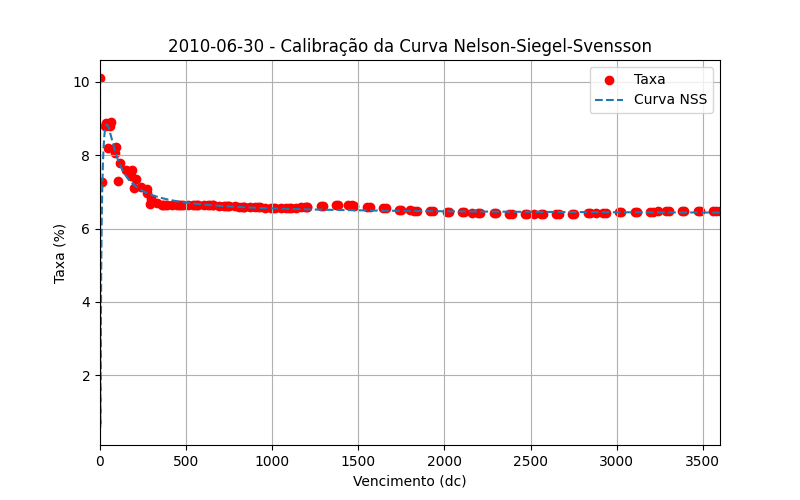 2010-06-30 - Calibração da Curva Nelson-Siegel-Svensson
Taxa
Curva NSS
Taxa (%)
10
8
6
4
2
0
500
1000
1500
2000
2500
3000
3500
Vencimento (dc)